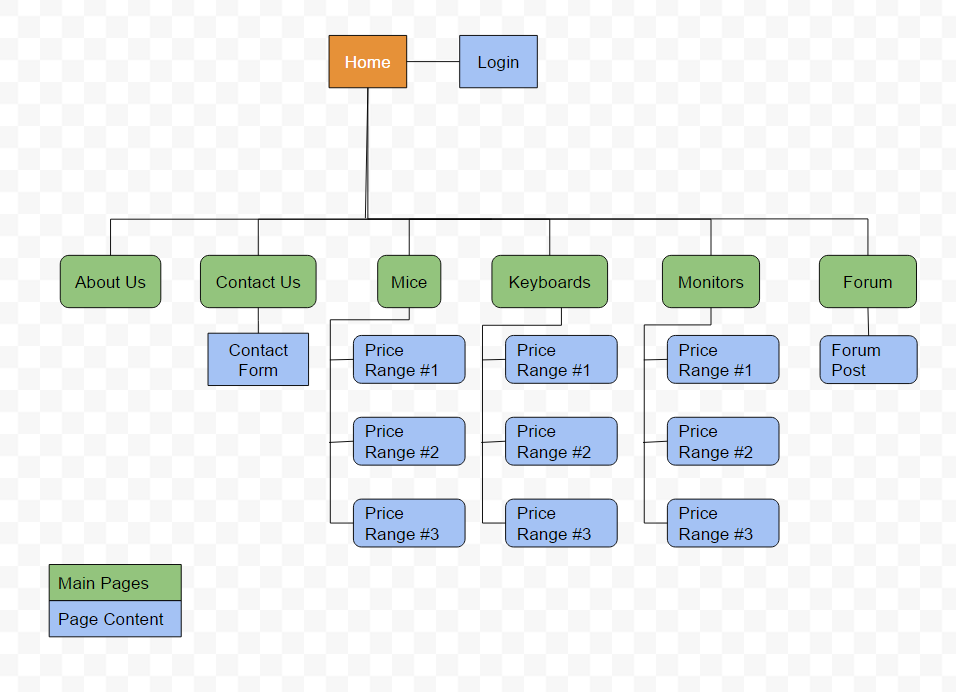 Home
Login
About Us
Contact Us
Mice
Keyboards
Monitors
Forum
Contact
Form
Price
Range #1
Price
Range #1
Price
Range #1
Forum
Post
Price
Range #2
Price
Range #2
Price
Range #2
Price
Range #3
Price
Range #3
Price
Range #3
Main Pages
Page Content